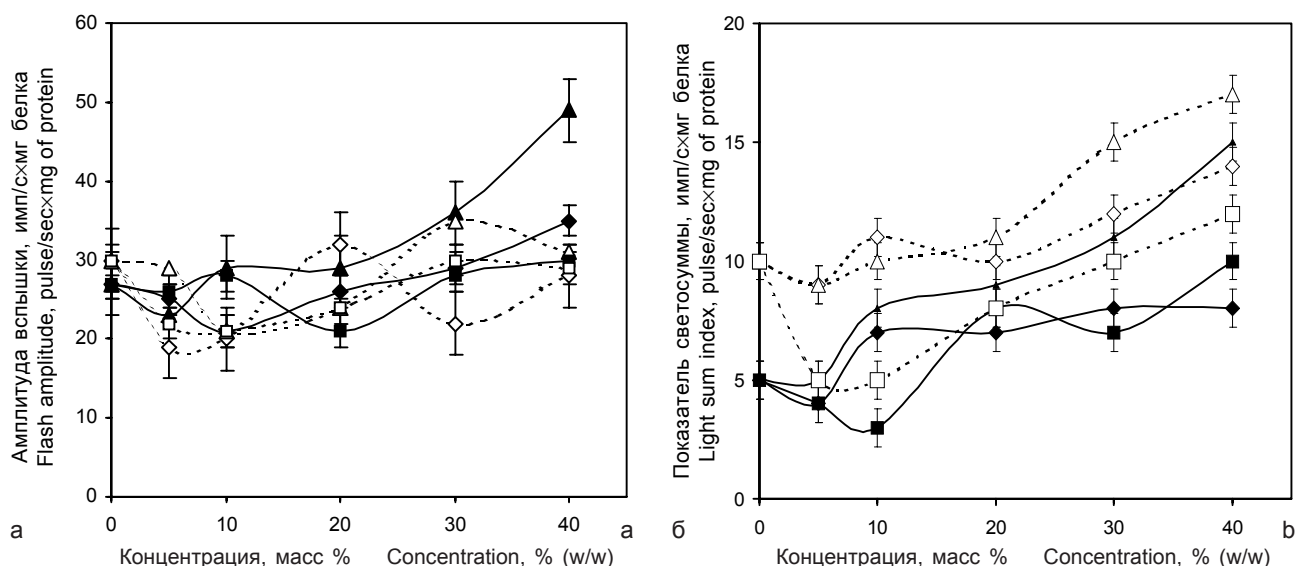 Амплитуда вспышки, имп/с×мг белка
Flash amplitude, pulse/sec×mg of protein
60
50
40
30
20
10
0
0 10 20 30 40
а
a
Концентрация, масс % Concentration, % (w/w)
Показатель светосуммы, имп/с×мг белка
Light sum index, pulse/sec×mg of protein
20
15
10
5
0
0 10 20 30 40
б
b
Концентрация, масс % Concentration, % (w/w)